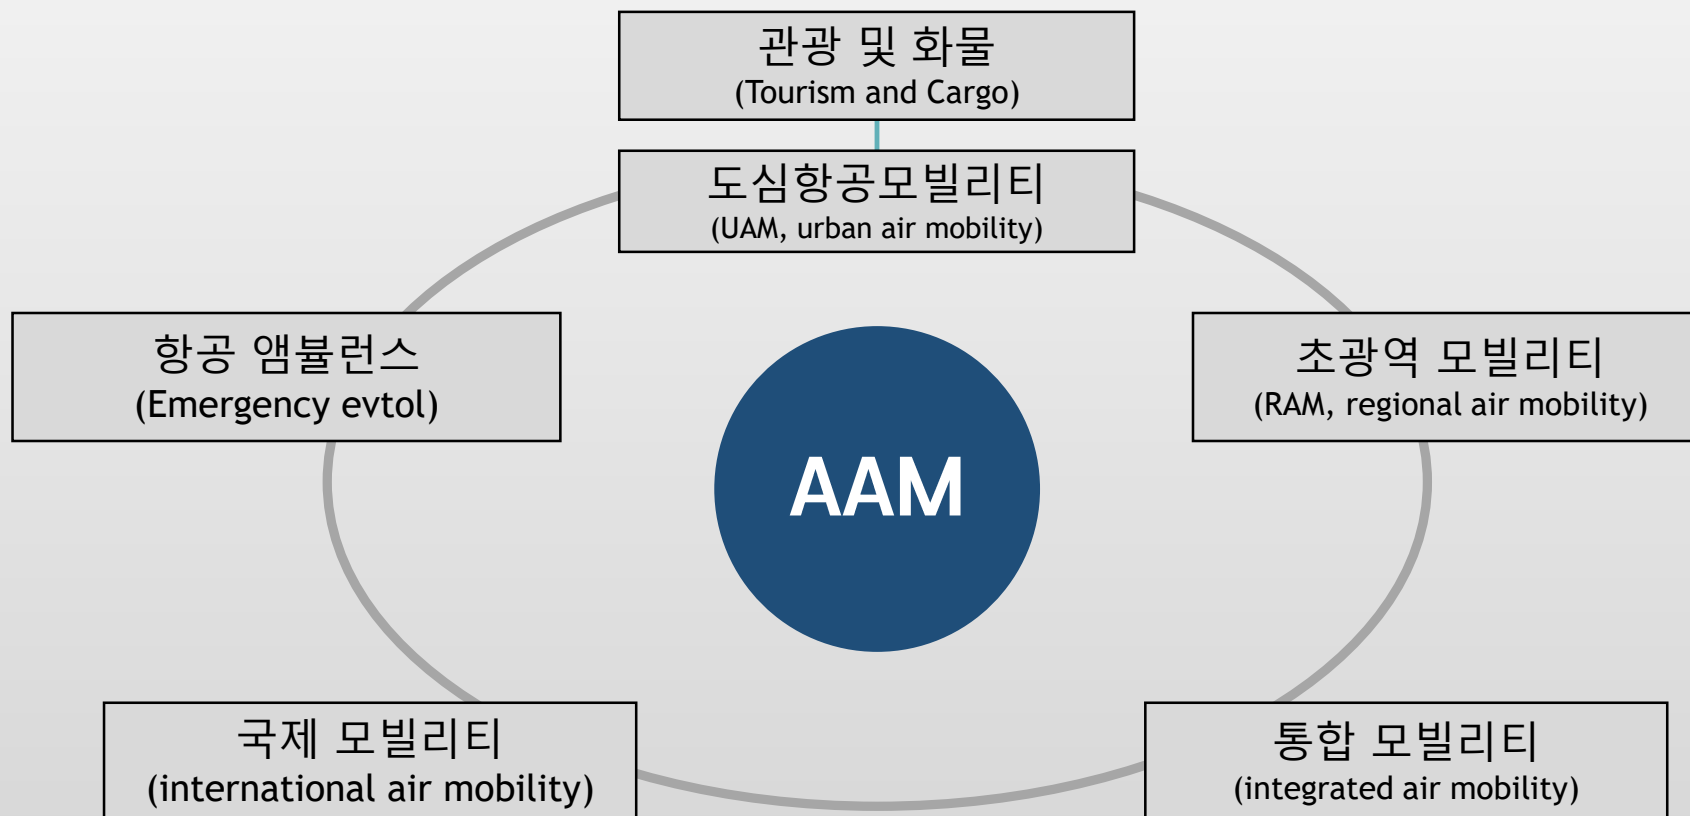 관광 및 화물
(Tourism and Cargo)
도심항공모빌리티
(UAM, urban air mobility)
항공 앰뷸런스
(Emergency evtol)
초광역 모빌리티
(RAM, regional air mobility)
AAM
국제 모빌리티
(international air mobility)
통합 모빌리티
(integrated air mobility)